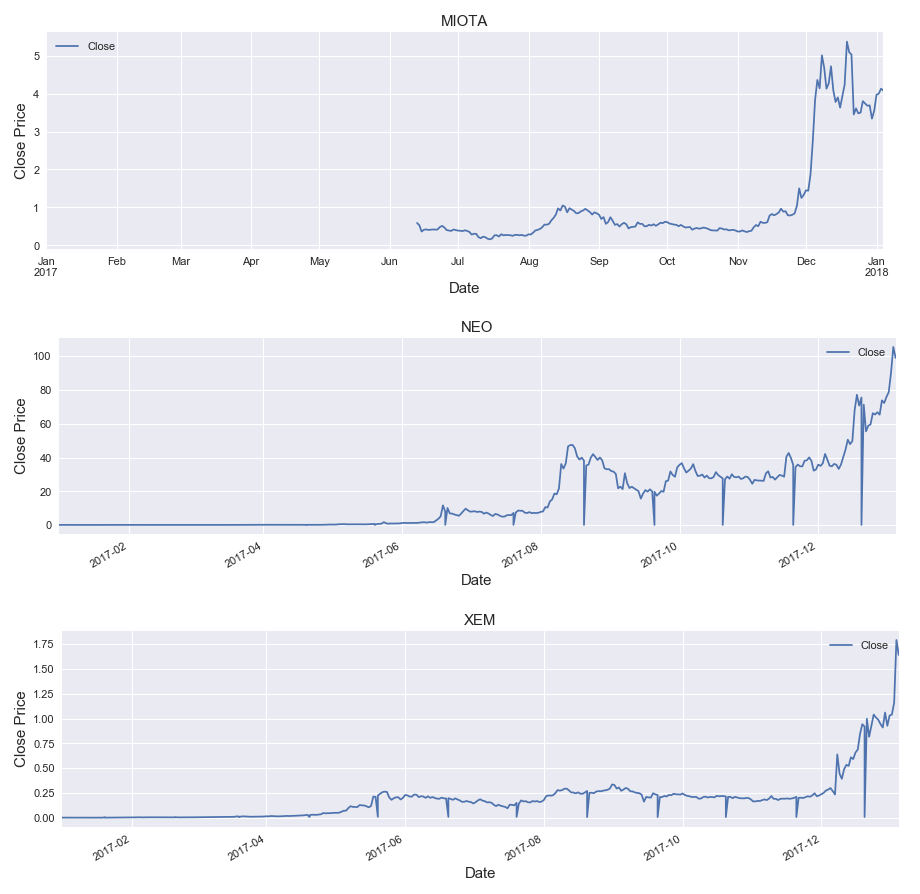 MIOTA
Close
5
4
3
2
1
0
Close Price
Jan Feb Mar Apr May Jun Jul Aug Sep Oct Nov Dec Jan
2017 2018
Date
NEO
Close
100
80
60
40
20
0
Close Price
2017-02 2017-04 2017-06 2017-08 2017-10 2017-12
Date
XEM
Close
1.75
1.50
1.25
1.00
0.75
0.50
0.25
0.00
Close Price
2017-02 2017-04 2017-06 2017-08 2017-10 2017-12
Date